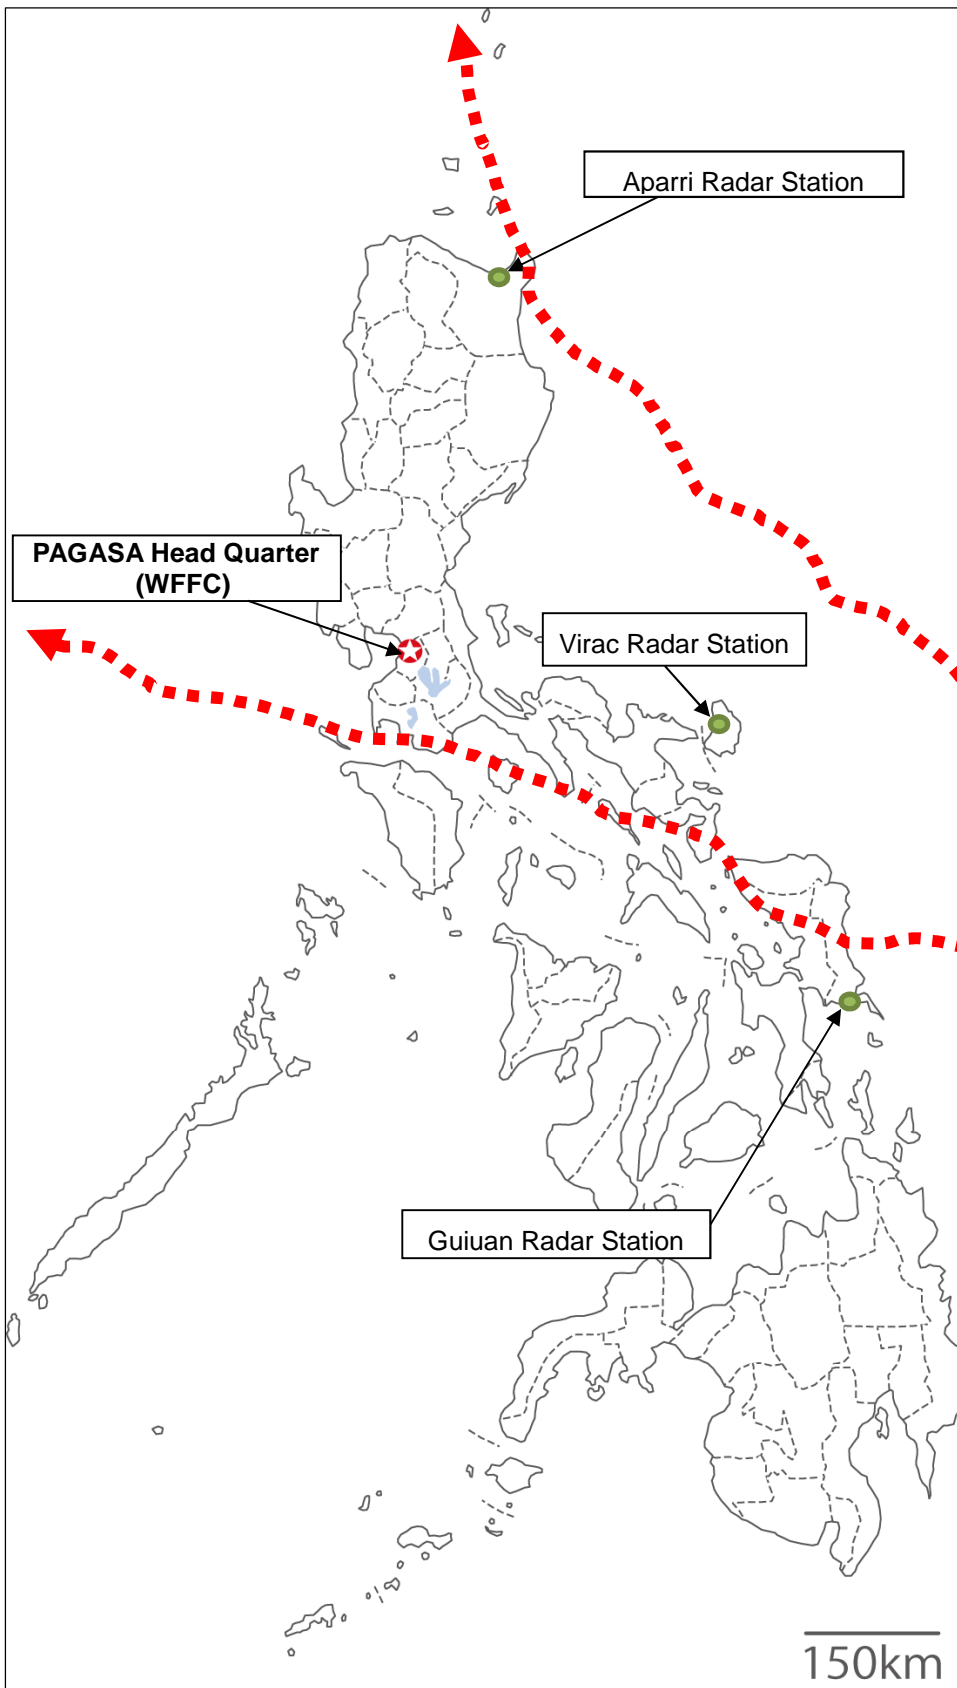 Aparri Radar Station
PAGASA Head Quarter
(WFFC)
Virac Radar Station
Guiuan Radar Station
150km